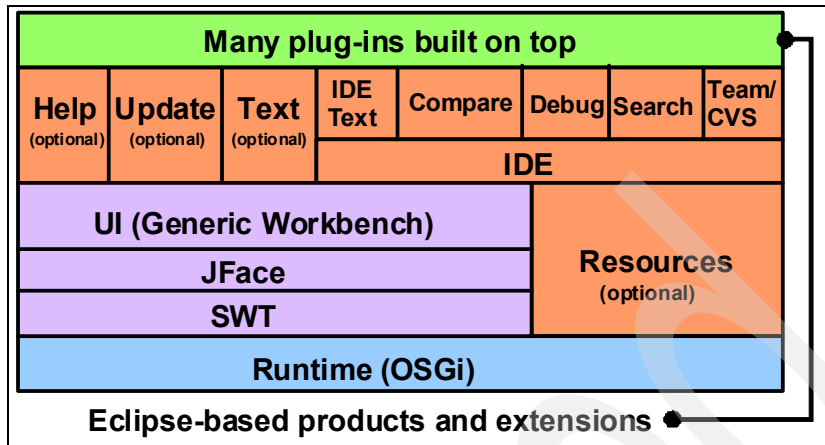 Many plug-ins built on top
Help
(optional)
Update
(optional)
Text
(optional)
IDE
Text
Compare
Debug
Search
Team/
CVS
IDE
UI (Generic Workbench)
JFace
SWT
Resources
(optional)
Runtime (OSGi)
Eclipse-based products and extensions